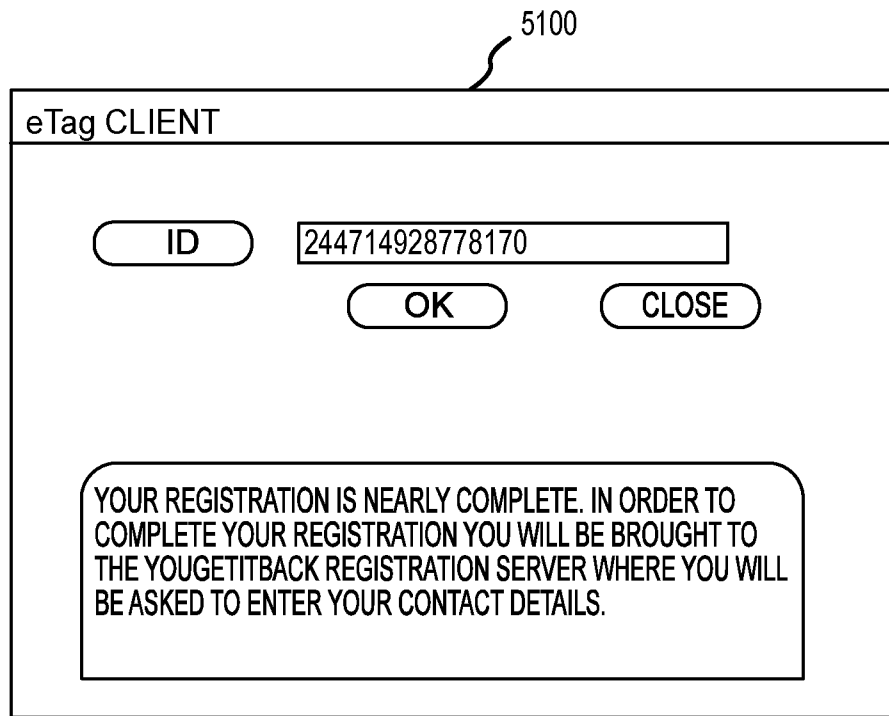 5100
eTag CLIENT
ID
244714928778170
OK
CLOSE
YOUR REGISTRATION IS NEARLY COMPLETE. IN ORDER TO
COMPLETE YOUR REGISTRATION YOU WILL BE BROUGHT TO
THE YOUGETITBACK REGISTRATION SERVER WHERE YOU WILL
BE ASKED TO ENTER YOUR CONTACT DETAILS.